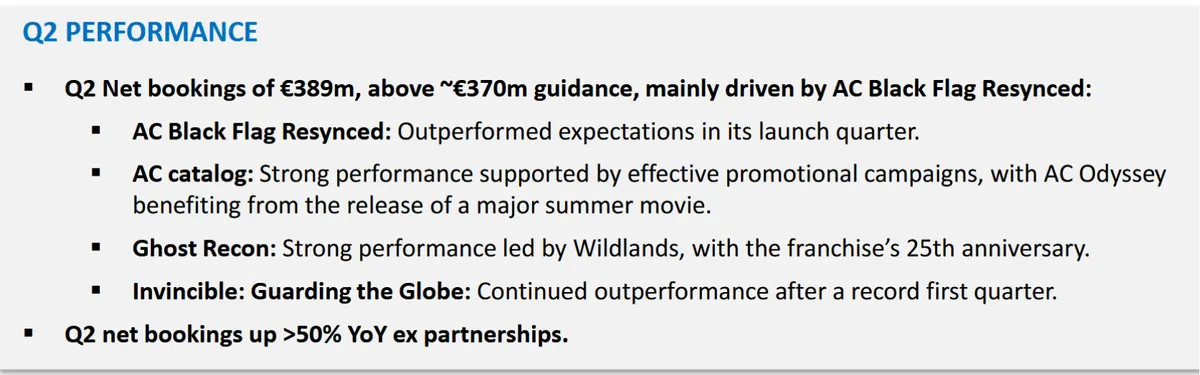 Q2 PERFORMANCE
▪ Q2 Net bookings of €389m, above ~€370m guidance, mainly driven by AC Black Flag Resynced:
▪ AC Black Flag Resynced: Outperformed expectations in its launch quarter.
▪ AC catalog: Strong performance supported by effective promotional campaigns, with AC Odyssey
benefiting from the release of a major summer movie.
▪ Ghost Recon: Strong performance led by Wildlands, with the franchise’s 25th anniversary.
▪ Invincible: Guarding the Globe: Continued outperformance after a record first quarter.
▪ Q2 net bookings up >50% YoY ex partnerships.